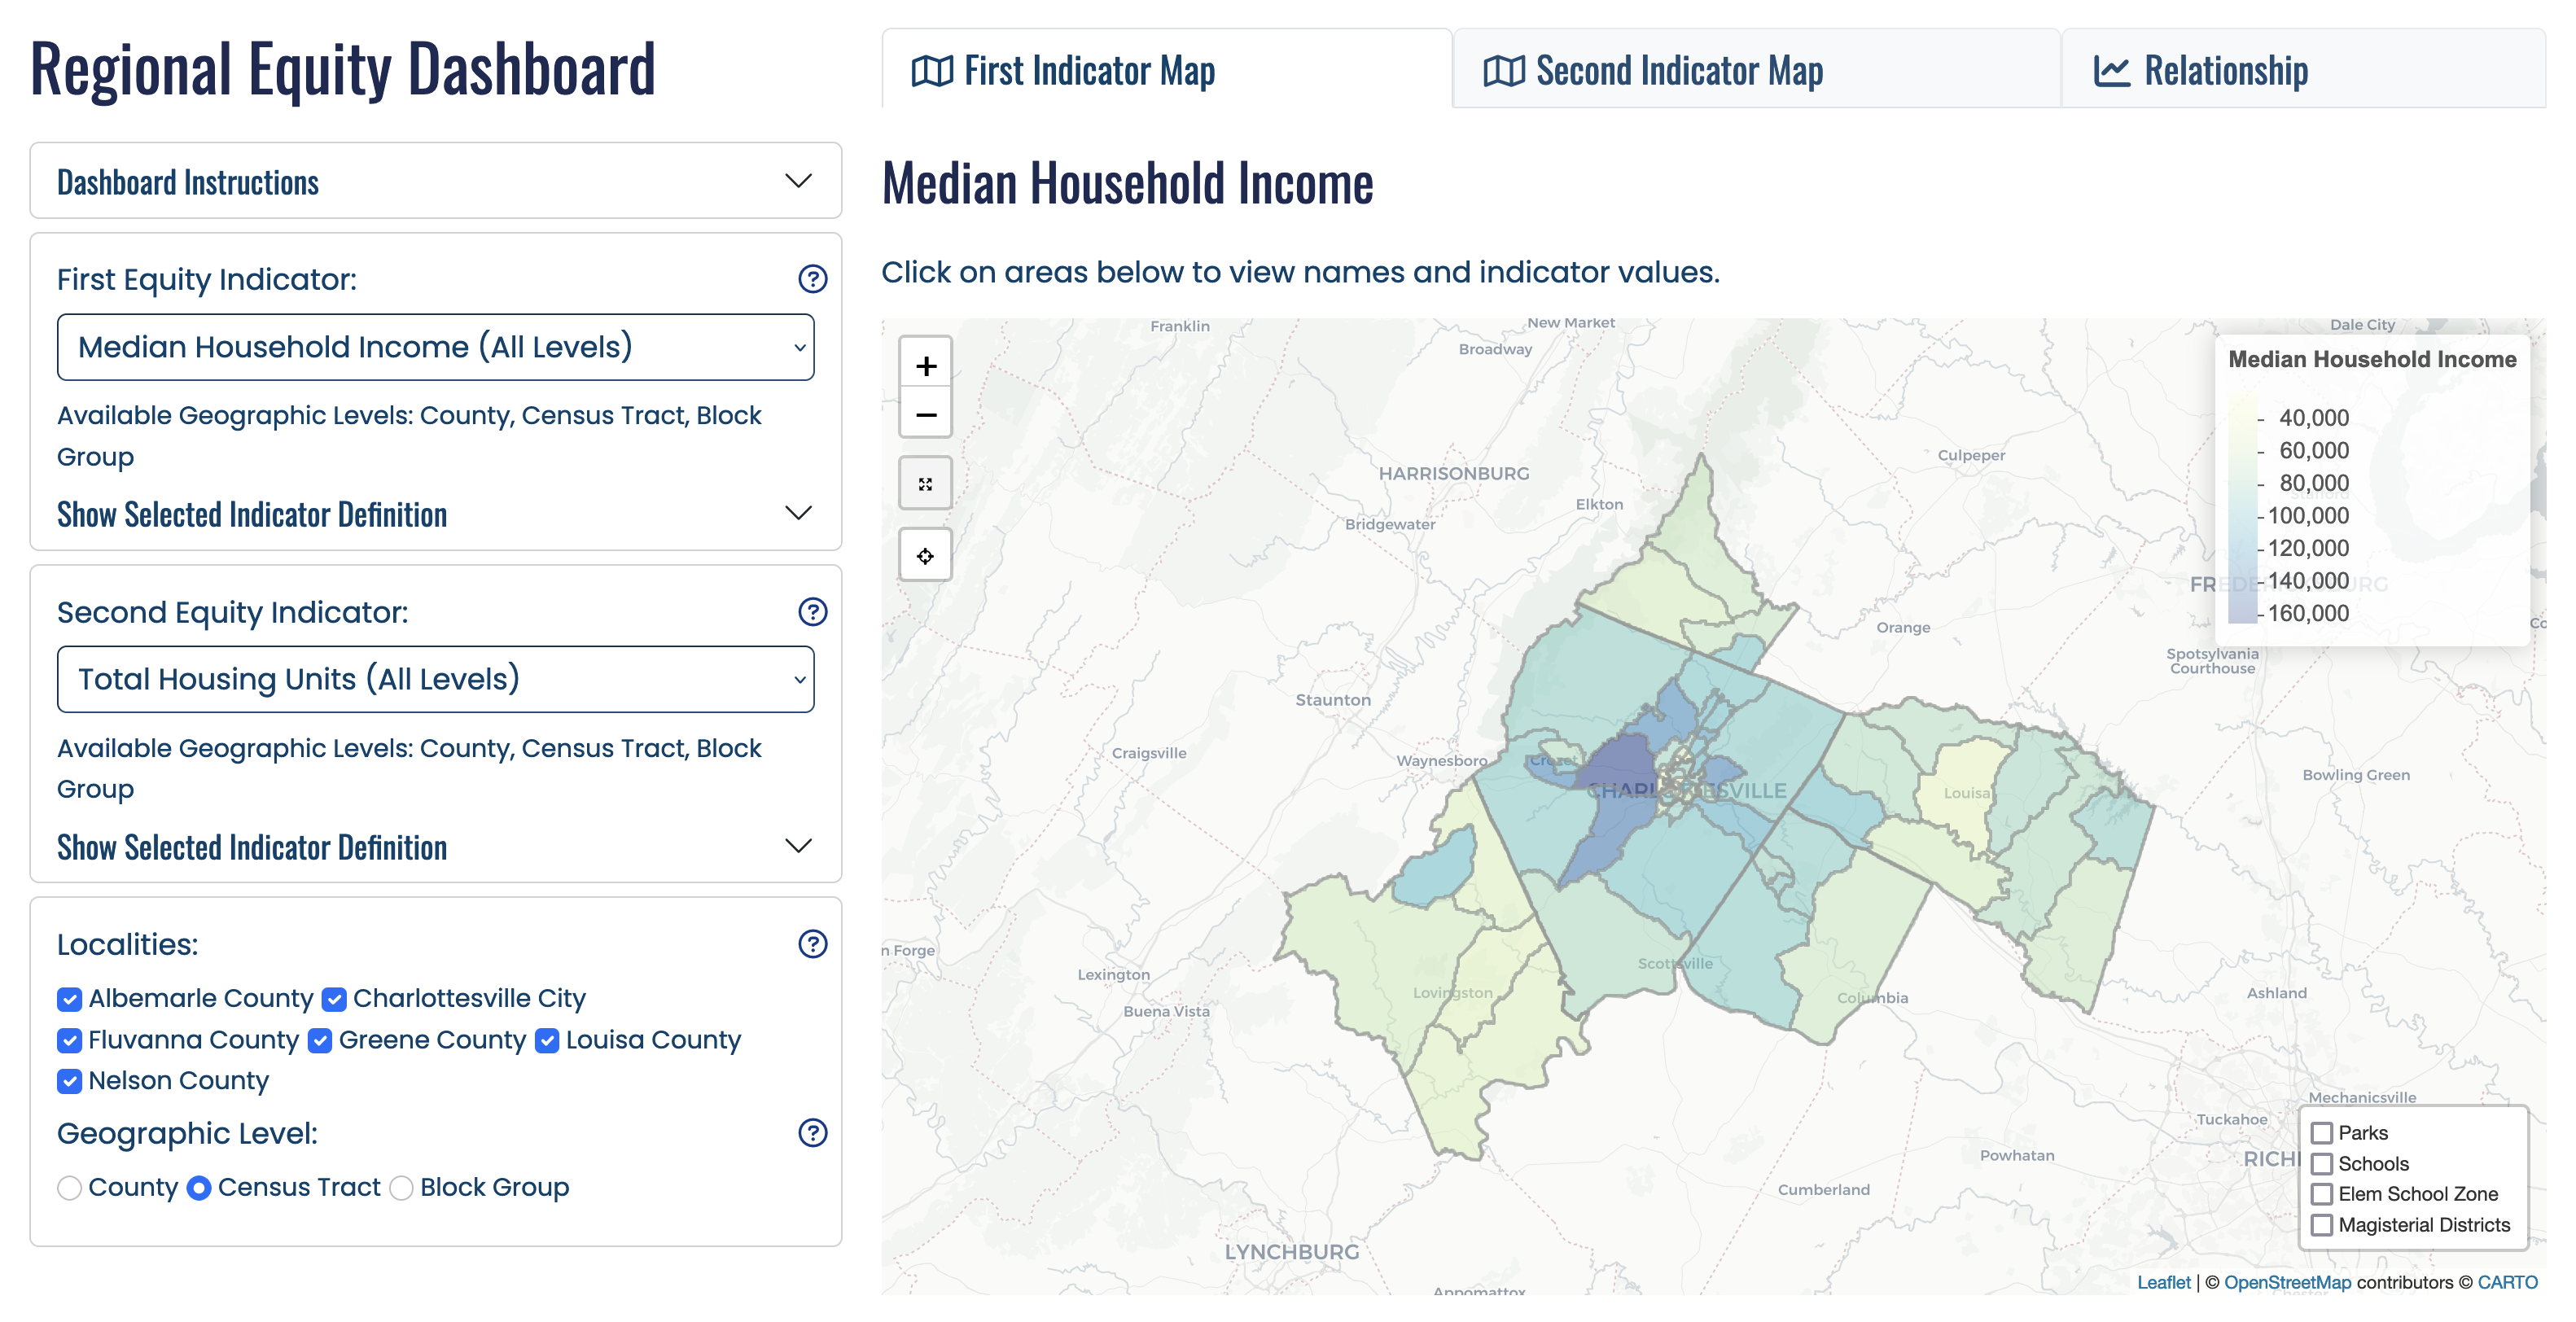 Regional Equity Dashboard
Dashboard Instructions
First Equity Indicator:
Median Household Income (All Levels)
Available Geographic Levels: County, Census Tract, Block
Group
Show Selected Indicator Definition
Second Equity Indicator:
Total Housing Units (All Levels)
Available Geographic Levels: County, Census Tract, Block
Group
Show Selected Indicator Definition
Localities:
Albemarle County Charlottesville City
Fluvanna County Greene County Louisa County
Nelson County
Geographic Level:
County Census Tract Block Group
First Indicator Map
Second Indicator Map
Relationship
Median Household Income
Click on areas below to view names and indicator values.
+
−
Franklin
New Market
Dale City
Broadway
HARRISONBURG
Culpeper
Elkton
Bridgewater
Orange
Spotsylvania
Courthouse
Staunton
Craigsville
Waynesboro
Crozet
CHARLOTTESVILLE
Louisa
Bowling Green
n Forge
Lexington
Buena Vista
Lovingston
Scottsville
Columbia
Ashland
Mechanicsville
Tuckahoe
RICH
Powhatan
Cumberland
LYNCHBURG
Appomattox
Median Household Income
40,000
60,000
80,000
100,000
120,000
140,000
160,000
FREDERICKSBURG
Stafford
Co
Parks
Schools
Elem School Zone
Magisterial Districts
Leaflet | © OpenStreetMap contributors © CARTO
Chester